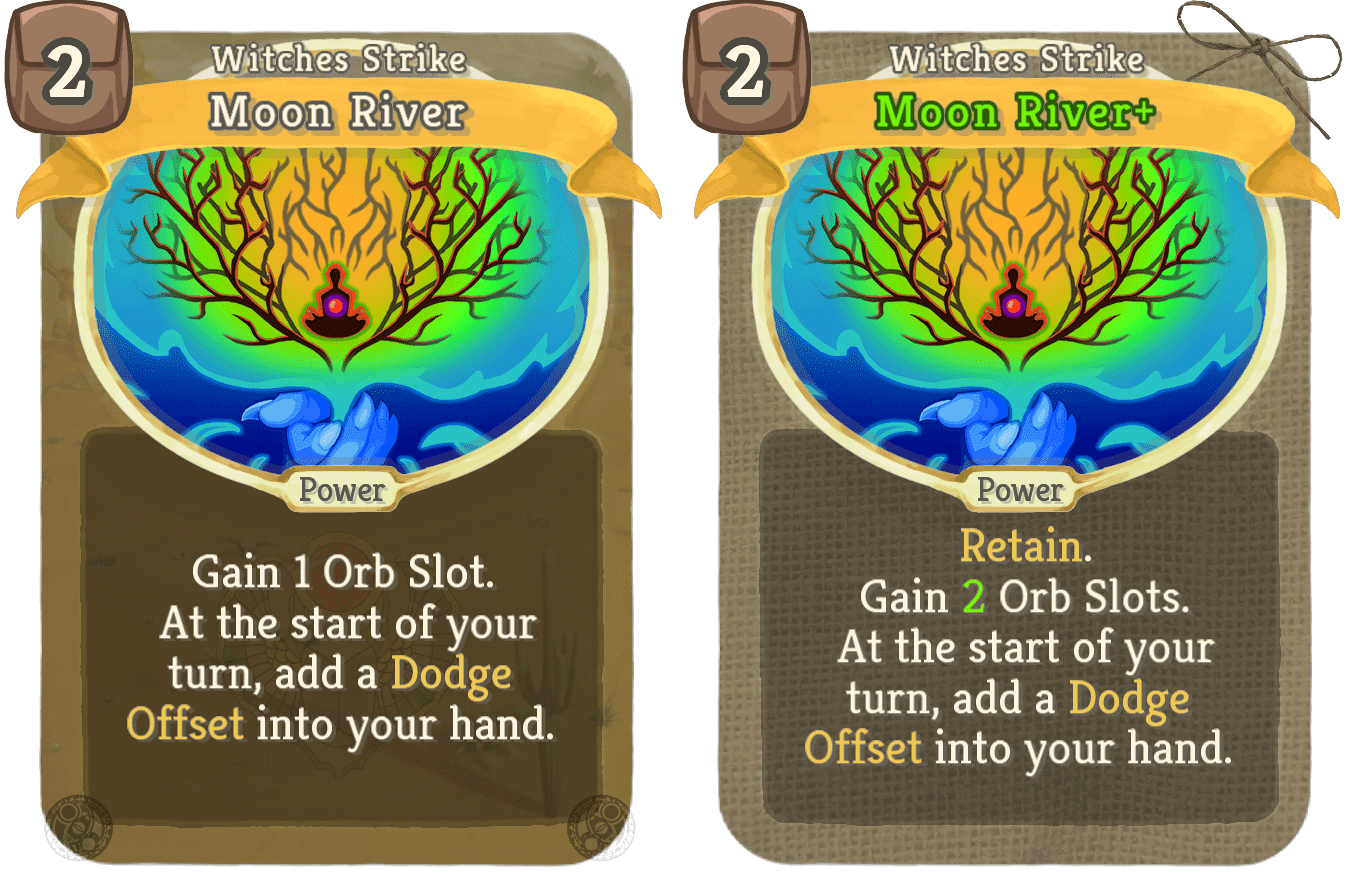 2
Witches Strike
Moon River
Power
Gain 1 Orb Slot.
At the start of your
turn, add a Dodge
Offset into your hand.
2
Witches Strike
Moon River+
Power
Retain.
Gain 2 Orb Slots.
At the start of your
turn, add a Dodge
Offset into your hand.